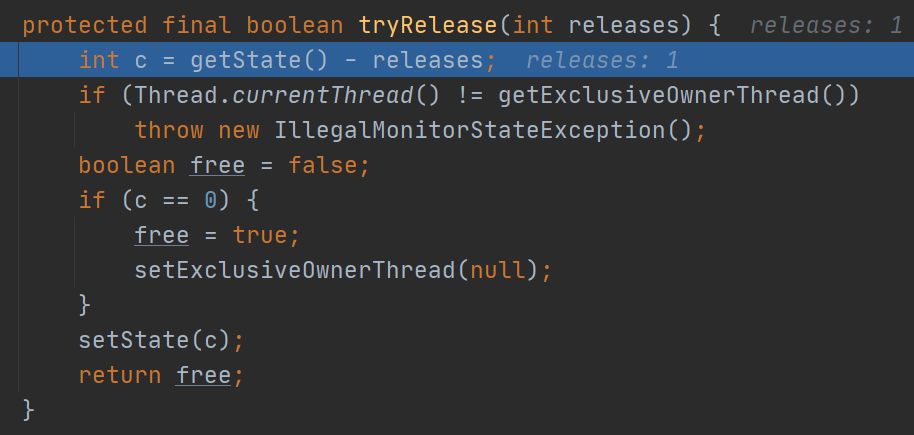 protected final boolean tryRelease(int releases) {  releases: 1
    int c = getState() - releases;  releases: 1
    if (Thread.currentThread() != getExclusiveOwnerThread())
        throw new IllegalMonitorStateException();
    boolean free = false;
    if (c == 0) {
        free = true;
        setExclusiveOwnerThread(null);
    }
    setState(c);
    return free;
}